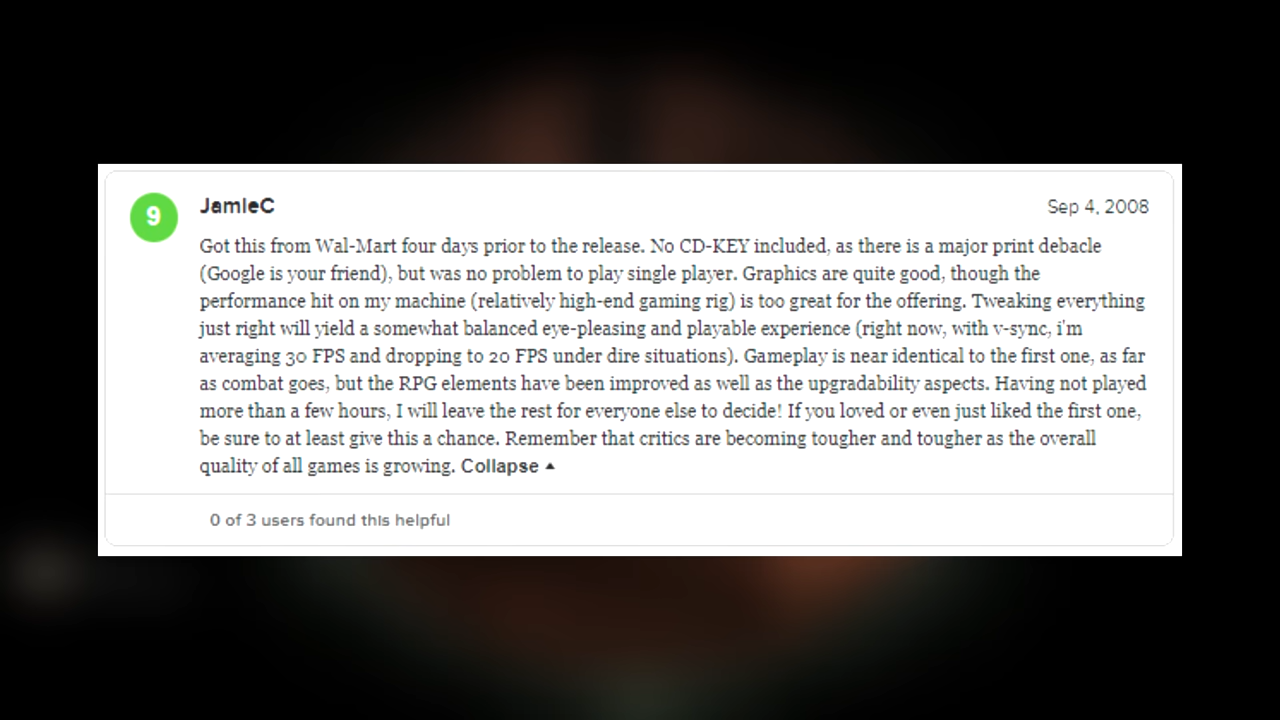 9
JamieC
Sep 4, 2008
Got this from Wal-Mart four days prior to the release. No CD-KEY included, as there is a major print debacle
(Google is your friend), but was no problem to play single player. Graphics are quite good, though the
performance hit on my machine (relatively high-end gaming rig) is too great for the offering. Tweaking everything
just right will yield a somewhat balanced eye-pleasing and playable experience (right now, with v-sync, i'm
averaging 30 FPS and dropping to 20 FPS under dire situations). Gameplay is near identical to the first one, as far
as combat goes, but the RPG elements have been improved as well as the upgradability aspects. Having not played
more than a few hours, I will leave the rest for everyone else to decide! If you loved or even just liked the first one,
be sure to at least give this a chance. Remember that critics are becoming tougher and tougher as the overall
quality of all games is growing. Collapse
0 of 3 users found this helpful